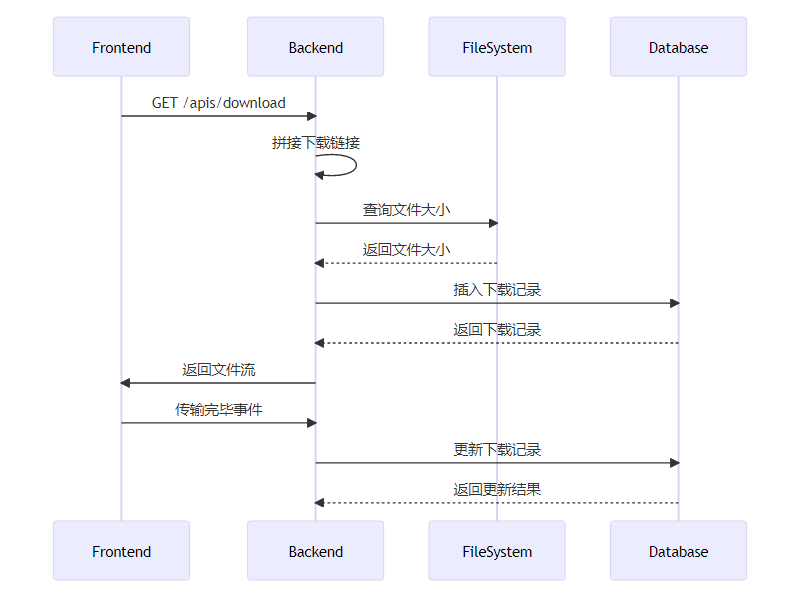 Frontend
Backend
FileSystem
Database
GET /apis/download
拼接下载链接
查询文件大小
返回文件大小
插入下载记录
返回下载记录
返回文件流
传输完毕事件
更新下载记录
返回更新结果
Frontend
Backend
FileSystem
Database